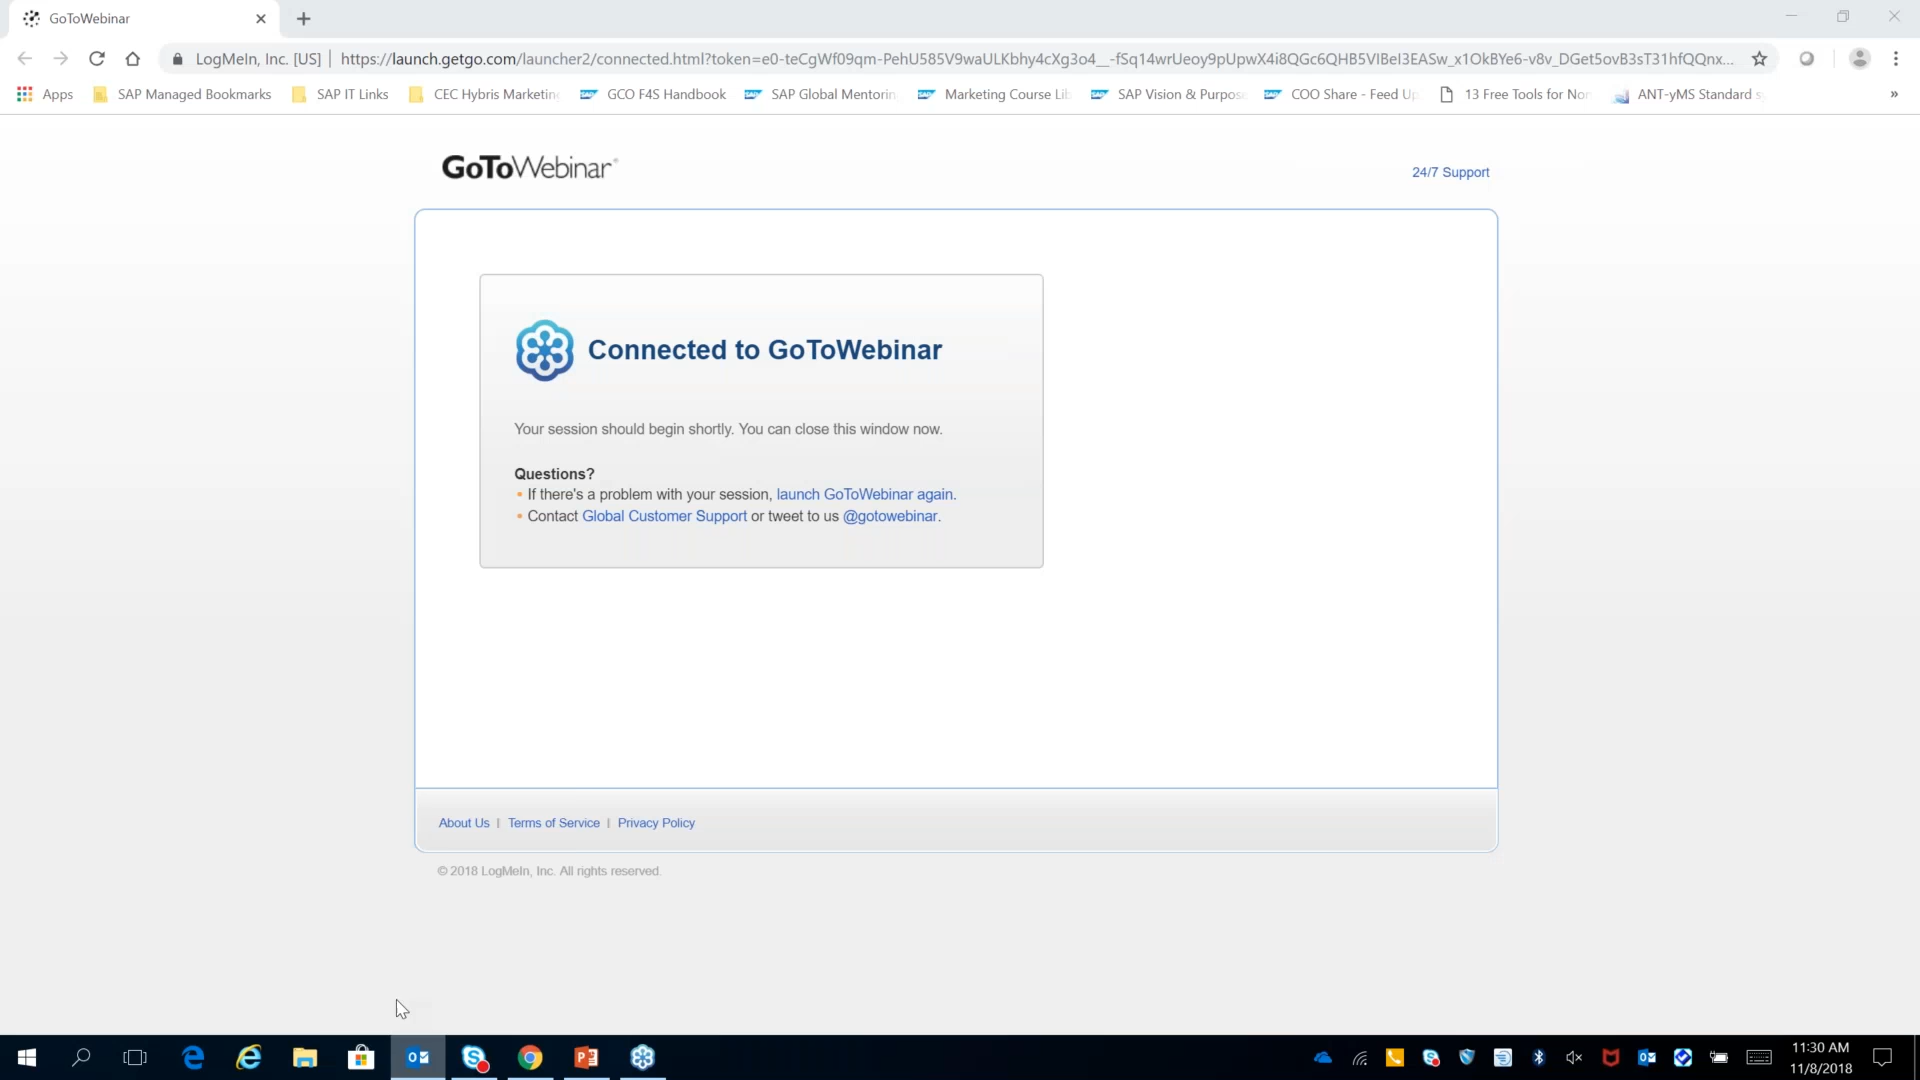 GoToWebinar
LogMeIn, Inc. [US] | https://launch.getgo.com/launcher2/connected.html?token=e0-teCgWf09qm-PehU585V9waULKbhy4cXg3o4__-fSq14wrUeoy9pUpwX4i8QGc6QHB5VIBeI3EASw_x1OkBYe6-v8v_DGet5ovB3sT31hfQQnx...
Apps SAP Managed Bookmarks SAP IT Links CEC Hybris Marketin GCO F4S Handbook SAP Global Mentorin Marketing Course Lib SAP Vision & Purpose COO Share - Feed Up 13 Free Tools for Non ANT-yMS Standard s »
GoToWebinar
24/7 Support
Connected to GoToWebinar
Your session should begin shortly. You can close this window now.
Questions?
• If there's a problem with your session, launch GoToWebinar again.
• Contact Global Customer Support or tweet to us @gotowebinar.
About Us | Terms of Service | Privacy Policy
© 2018 LogMeIn, Inc. All rights reserved.
11:30 AM
11/8/2018